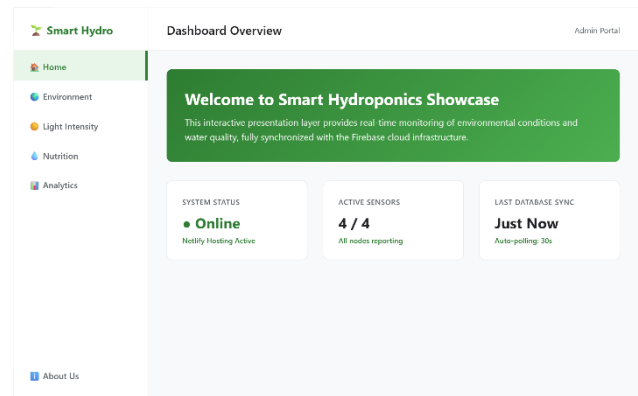 Smart Hydro
Dashboard Overview
Admin Portal
Home
Environment
Light Intensity
Nutrition
Analytics
About Us
Welcome to Smart Hydroponics Showcase
This interactive presentation layer provides real-time monitoring of environmental conditions and
water quality, fully synchronized with the Firebase cloud infrastructure.
SYSTEM STATUS
● Online
Netlify Hosting Active
ACTIVE SENSORS
4 / 4
All nodes reporting
LAST DATABASE SYNC
Just Now
Auto-polling: 30s